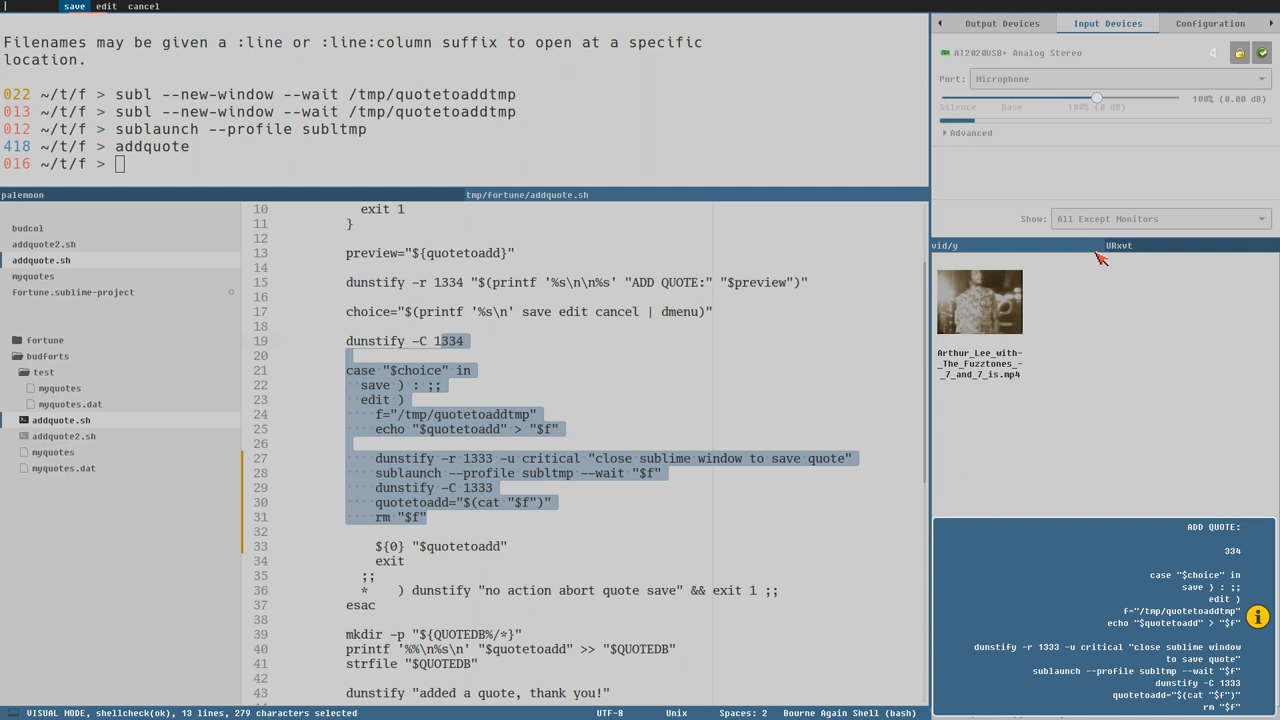 save edit cancel
Filenames may be given a :line or :line:column suffix to open at a specific
location.
022 ~/t/f > subl --new-window --wait /tmp/quotetoaddtmp
013 ~/t/f > subl --new-window --wait /tmp/quotetoaddtmp
012 ~/t/f > sublaunch --profile subltmp
418 ~/t/f > addquote
016 ~/t/f >
palemoon
tmp/fortune/addquote.sh
budcol
addquote2.sh
addquote.sh
myquotes
fortune.sublime-project
fortune
budforts
test
myquotes
myquotes.dat
addquote.sh
addquote2.sh
myquotes
myquotes.dat
10 exit 1
11 }
12
13 preview="${quotetoadd}"
14
15 dunstify -r 1334 "$(printf '%s\n\n%s' "ADD QUOTE:" "$preview")"
16
17 choice="$(printf '%s\n' save edit cancel | dmenu)"
18
19 dunstify -C 1334
20
21 case "$choice" in
22 save ) : ;;
23 edit )
24 f="/tmp/quotetoaddtmp"
25 echo "$quotetoadd" > "$f"
26
27 dunstify -r 1333 -u critical "close sublime window to save quote"
28 sublaunch --profile subltmp --wait "$f"
29 dunstify -C 1333
30 quotetoadd="$(cat "$f")"
31 rm "$f"
32
33 ${0} "$quotetoadd"
34 exit
35 ;;
36 * ) dunstify "no action abort quote save" && exit 1 ;;
37 esac
38
39 mkdir -p "${QUOTEDB%/*}"
40 printf '%%\n%s\n' "$quotetoadd" >> "$QUOTEDB"
41 strfile "$QUOTEDB"
42
43 dunstify "added a quote, thank you!"
VISUAL MODE, shellcheck(ok), 13 lines, 279 characters selected
UTF-8 Unix Spaces: 2 Bourne Again Shell (bash)
Output Devices Input Devices Configuration
AT2020USB+ Analog Stereo
Port: Microphone
100% (0.00 dB)
Silence Base 100% (0 dB)
Advanced
Show: All Except Monitors
vid/y URxvt
Arthur_Lee_with-
_The_Fuzztones_-
_7_and_7_is.mp4
ADD QUOTE:
334
case "$choice" in
save ) : ;;
edit )
f="/tmp/quotetoaddtmp"
echo "$quotetoadd" > "$f"
dunstify -r 1333 -u critical "close sublime window
to save quote"
sublaunch --profile subltmp --wait "$f"
dunstify -C 1333
quotetoadd="$(cat "$f")"
rm "$f"